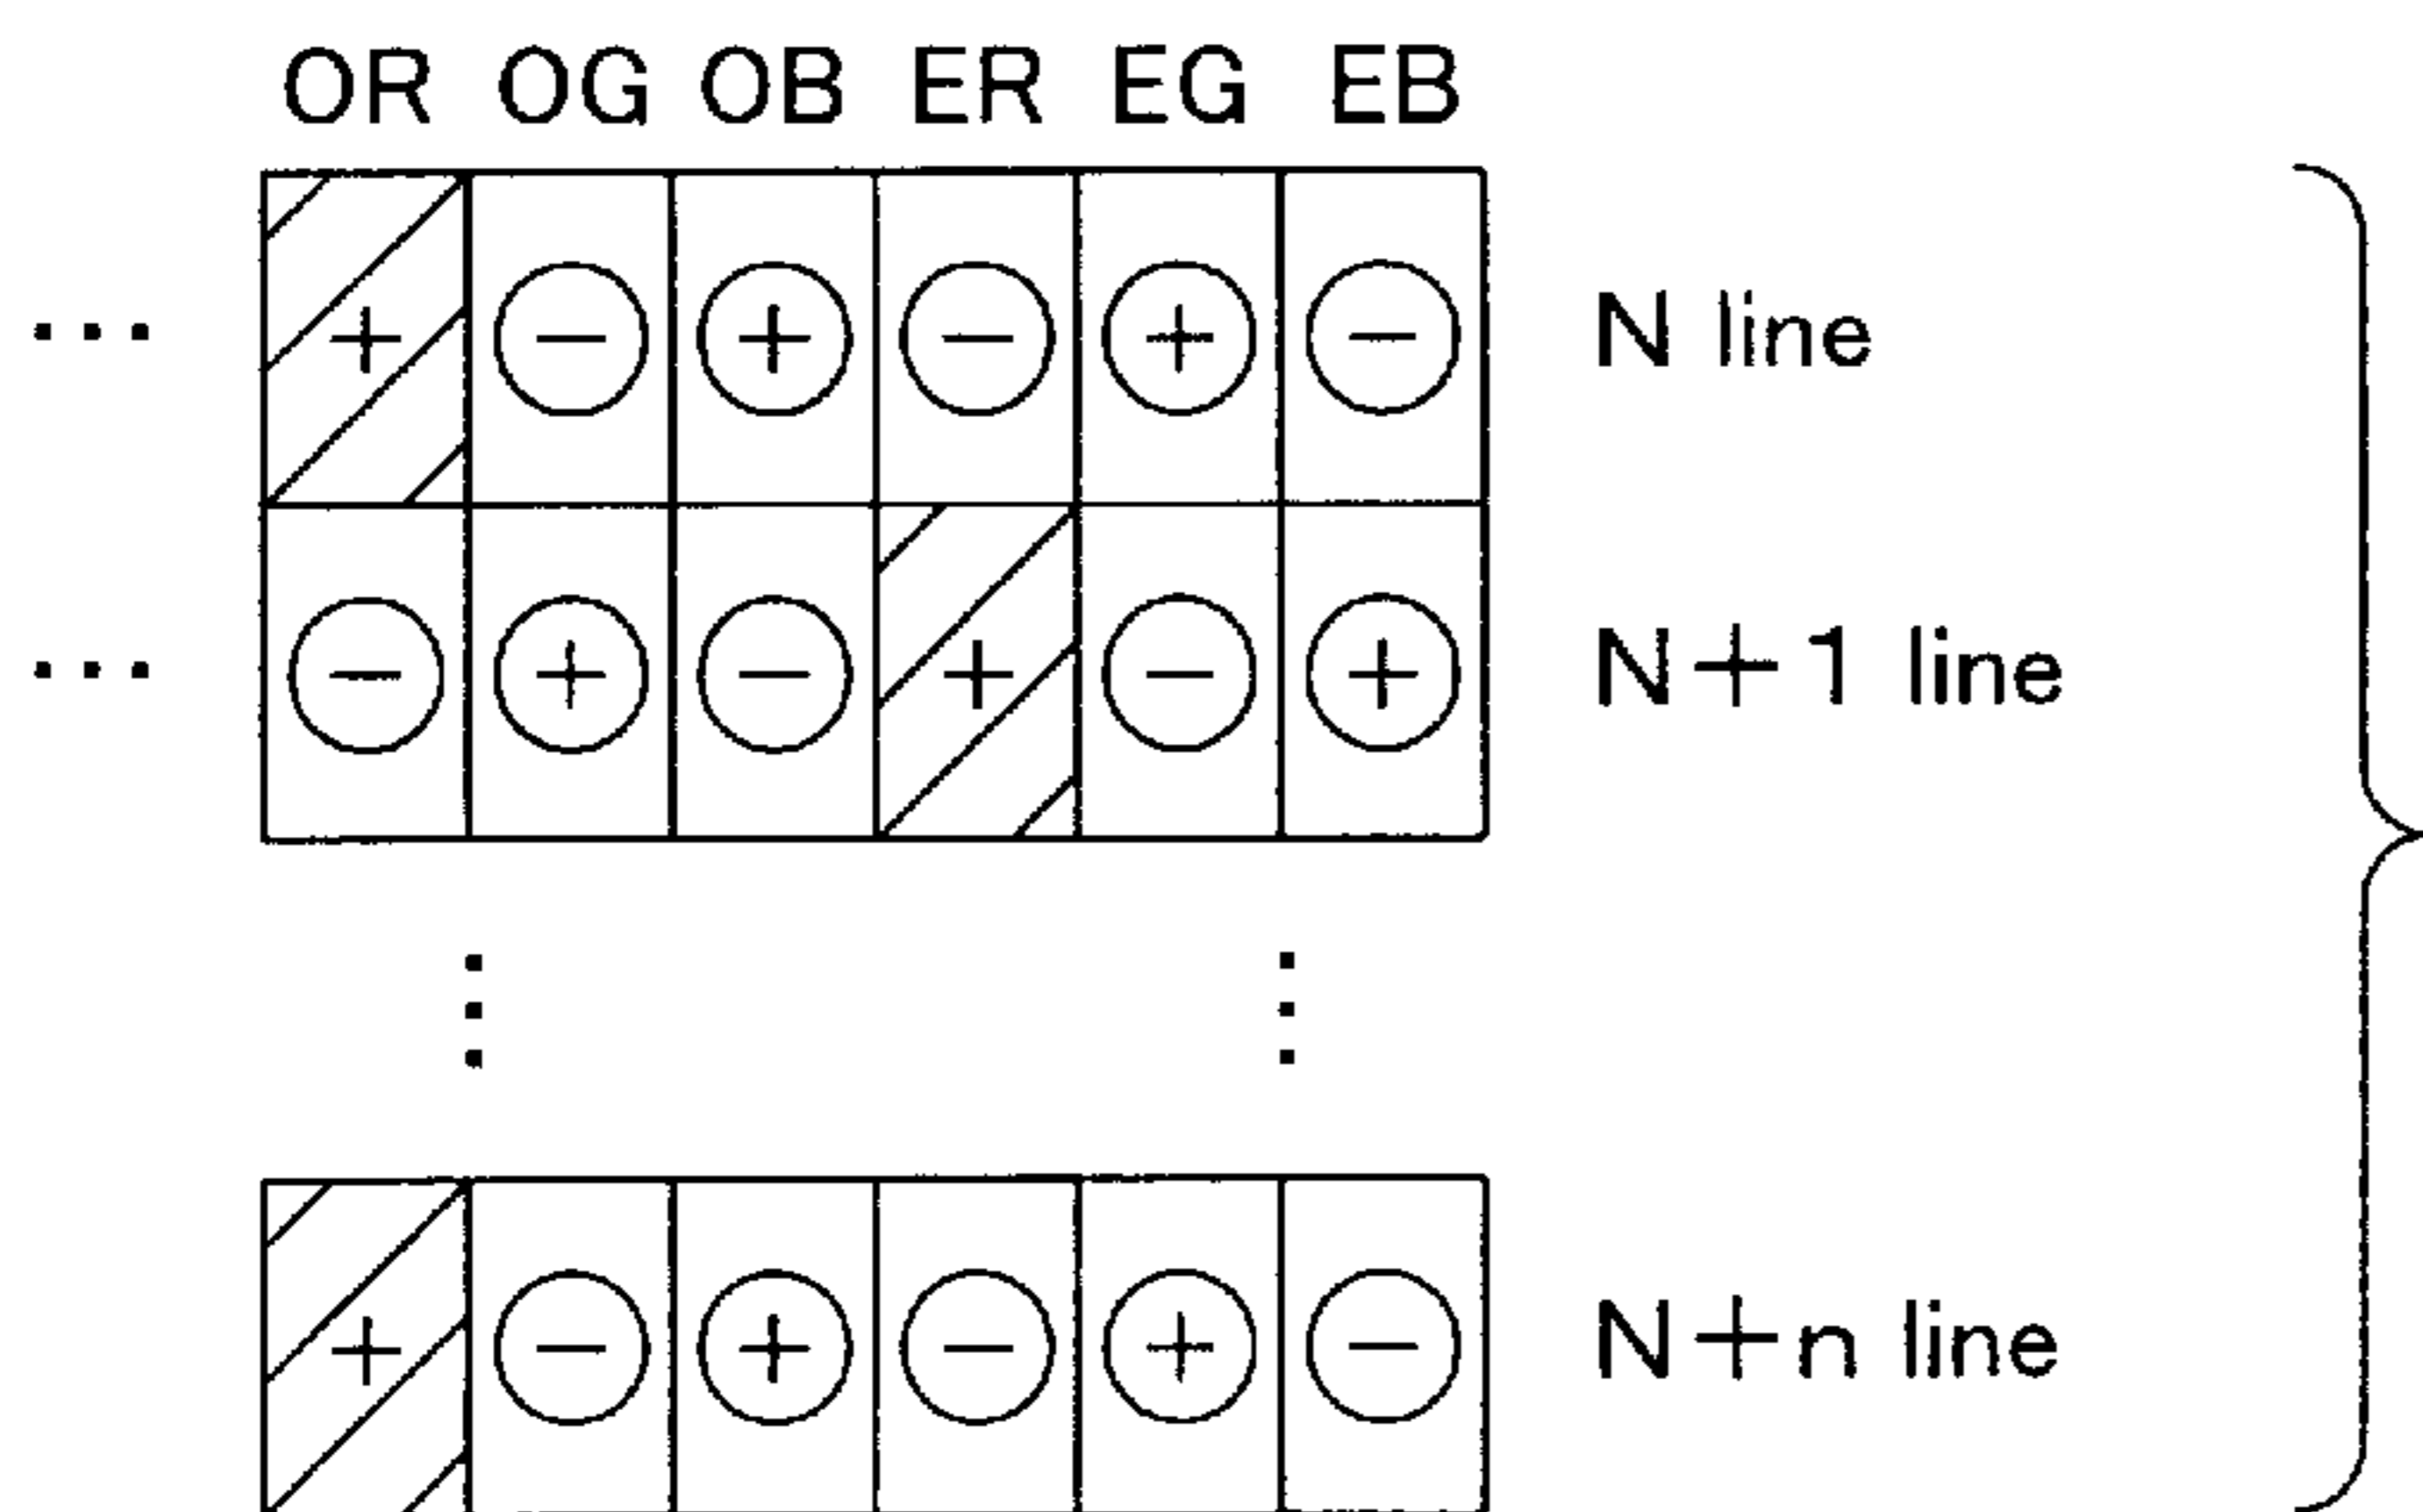 OR OG OB ER EG EB
... + − + − + − N line
... − + − + − + N+1 line
+ − + − + − N+n line